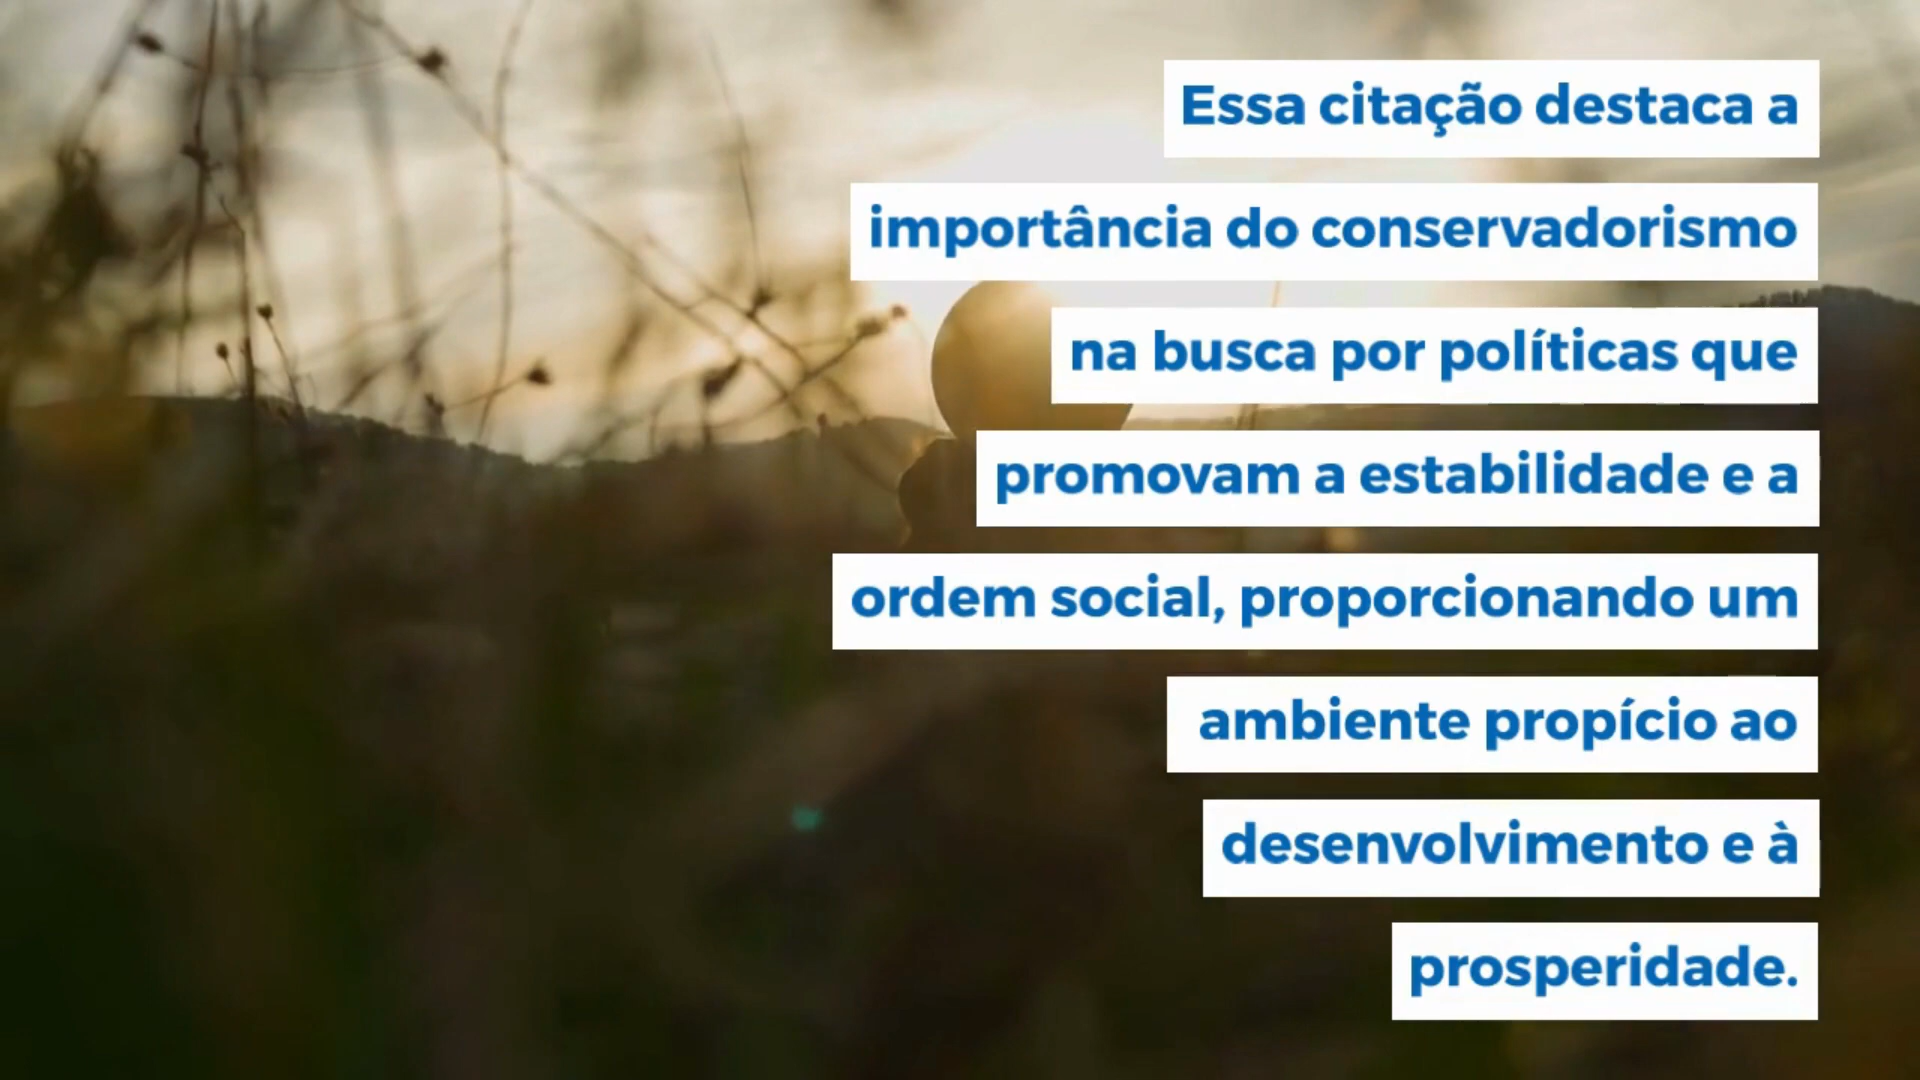 Essa citação destaca a
importância do conservadorismo
na busca por políticas que
promovam a estabilidade e a
ordem social, proporcionando um
ambiente propício ao
desenvolvimento e à
prosperidade.